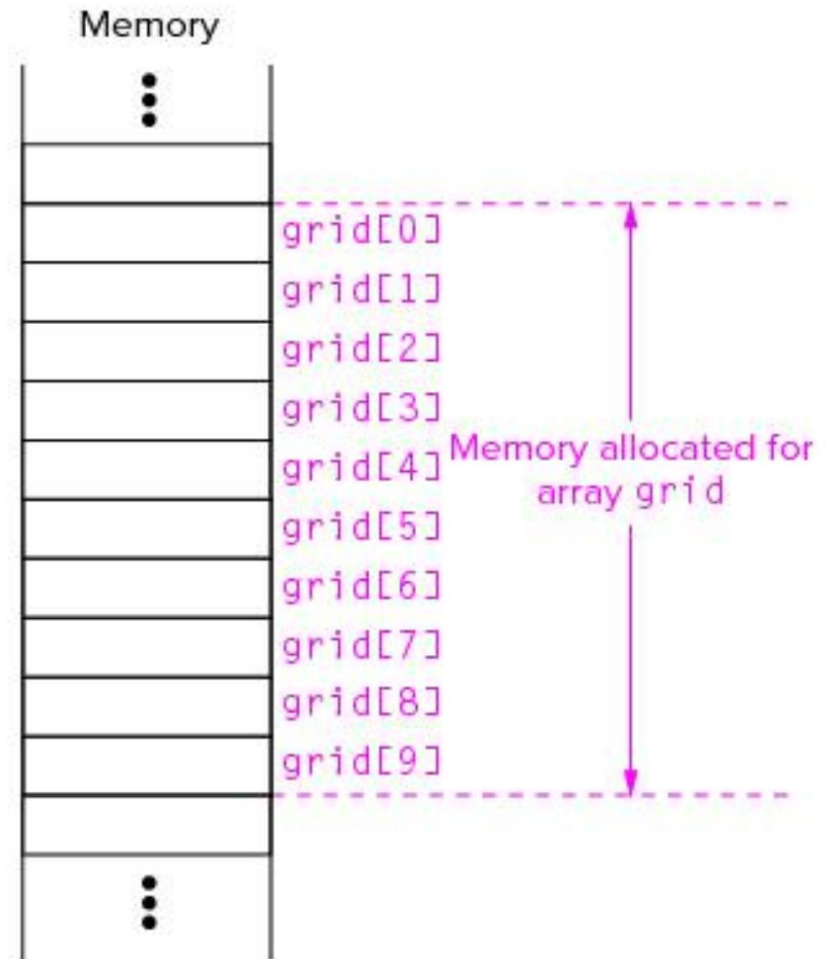 Memory
grid[0]
grid[1]
grid[2]
grid[3]
grid[4]
grid[5]
grid[6]
grid[7]
grid[8]
grid[9]
Memory allocated for
array grid